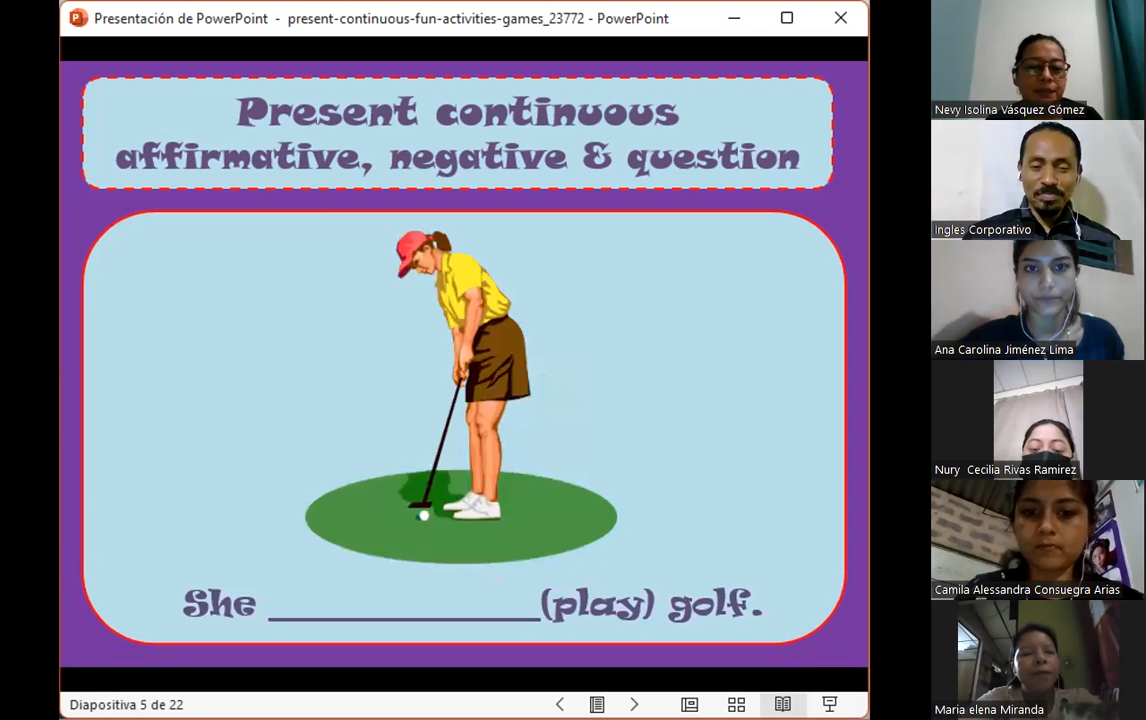 Presentación de PowerPoint - present-continuous-fun-activities-games_23772 - PowerPoint
Present continuous
affirmative, negative & question
She ________________(play) golf.
Diapositiva 5 de 22
Nevy Isolina Vásquez Gómez
Ingles Corporativo
Ana Carolina Jiménez Lima
Nury Cecilia Rivas Ramirez
Camila Alessandra Consuegra Arias
Maria elena Miranda